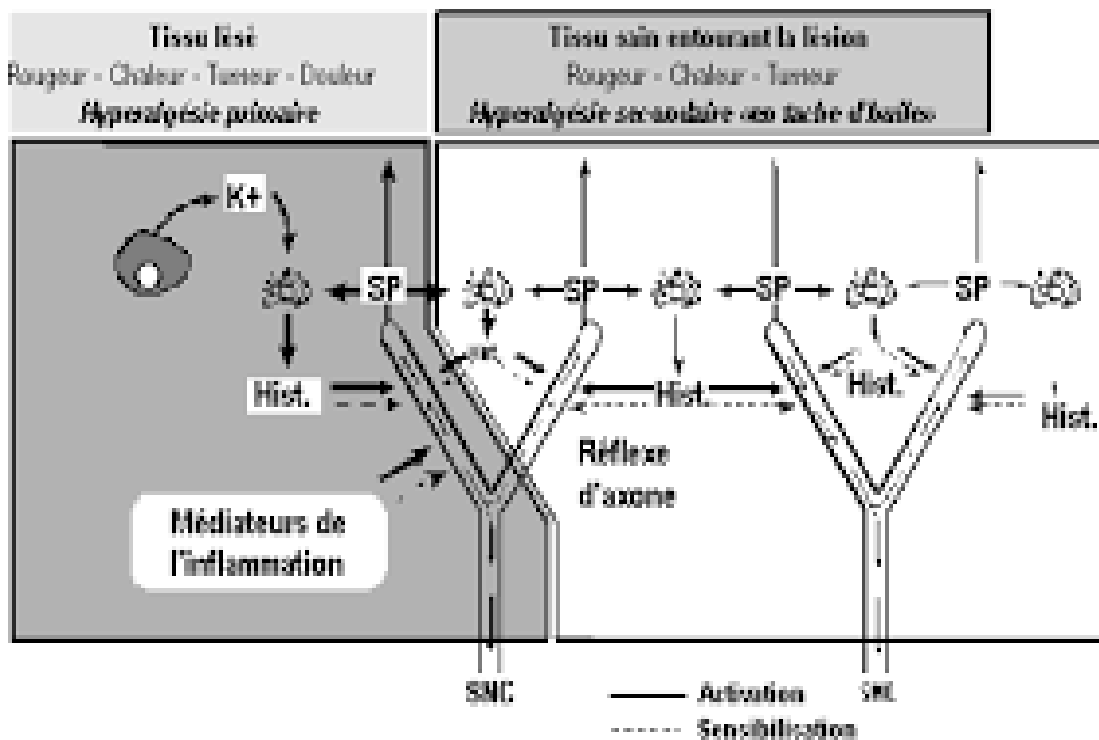 Tissu lésé
Rougeur - Chaleur - Tumeur - Douleur
Hyperalgésie primaire
Tissu sain entourant la lésion
Rougeur - Chaleur - Tumeur
Hyperalgésie secondaire «en tache d'huile»
K+
SP
SP
SP
SP
Hist.
Hist.
Hist.
Hist.
Réflexe
d'axone
Médiateurs de
l'inflammation
SNC
SNC
Activation
Sensibilisation